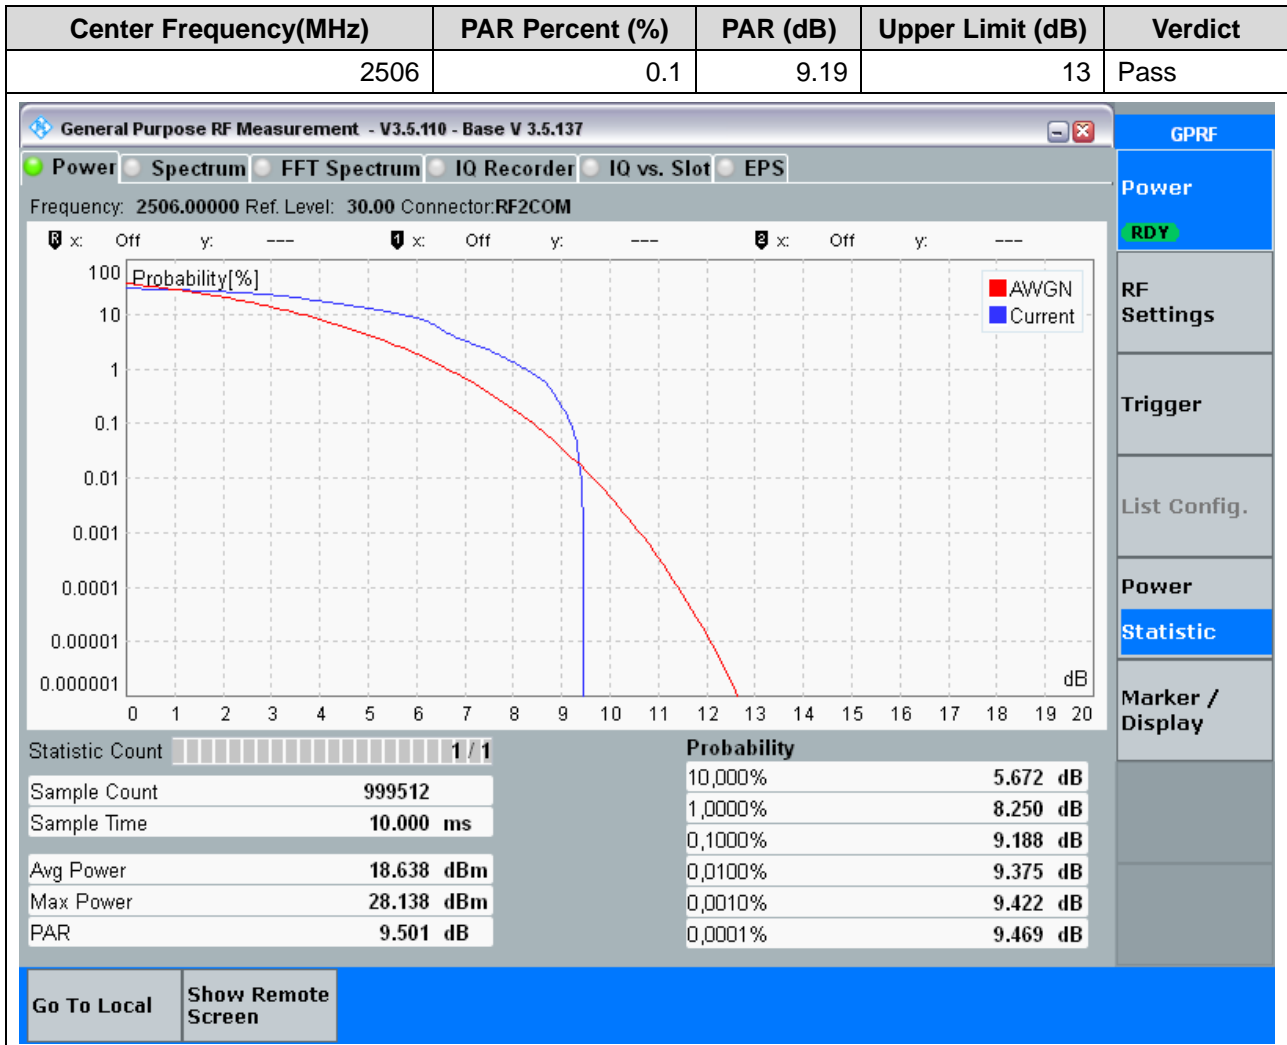 Center Frequency(MHz) PAR Percent (%) PAR (dB) Upper Limit (dB) Verdict
2506 0.1 9.19 13 Pass
General Purpose RF Measurement - V3.5.110 - Base V 3.5.137
GPRF
Power Spectrum FFT Spectrum IQ Recorder IQ vs. Slot EPS
Power
RDY
Frequency: 2506.00000 Ref. Level: 30.00 Connector:RF2COM
R x: Off y: --- 1 x: Off y: --- 2 x: Off y: ---
Probability[%]
AWGN
Current
100
10
1
0.1
0.01
0.001
0.0001
0.00001
0.000001
dB
0 1 2 3 4 5 6 7 8 9 10 11 12 13 14 15 16 17 18 19 20
RF
Settings
Trigger
List Config.
Power
Statistic
Marker /
Display
Statistic Count 1 / 1
Sample Count 999512
Sample Time 10.000 ms
Avg Power 18.638 dBm
Max Power 28.138 dBm
PAR 9.501 dB
Probability
10,000% 5.672 dB
1,0000% 8.250 dB
0,1000% 9.188 dB
0,0100% 9.375 dB
0,0010% 9.422 dB
0,0001% 9.469 dB
Go To Local
Show Remote
Screen